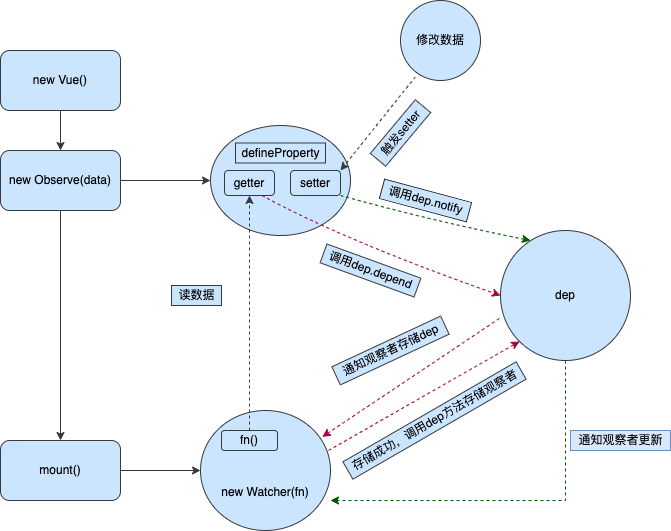 修改数据
new Vue()
触发setter
defineProperty
new Observe(data)
getter
setter
调用dep.notify
调用dep.depend
读数据
dep
通知观察者存储dep
存储成功，调用dep方法存储观察者
fn()
通知观察者更新
mount()
new Watcher(fn)